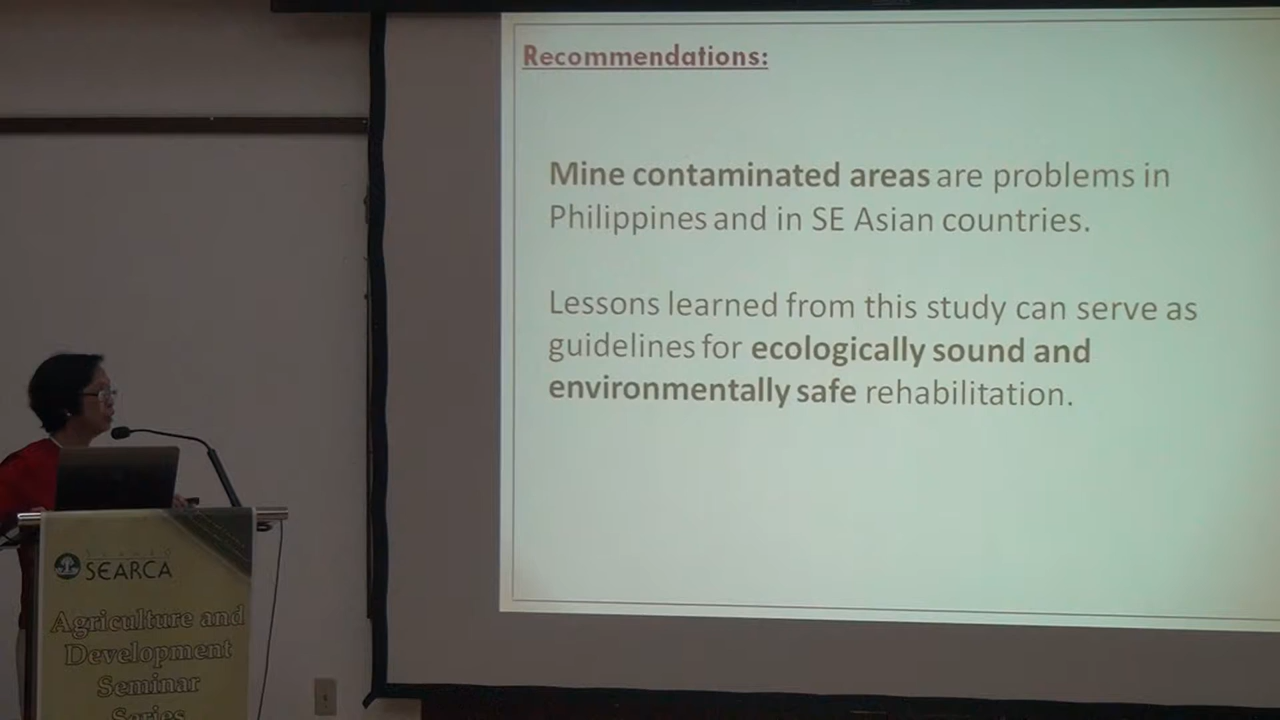 Recommendations:
Mine contaminated areas are problems in
Philippines and in SE Asian countries.
Lessons learned from this study can serve as
guidelines for ecologically sound and
environmentally safe rehabilitation.
SEARCA
Agriculture and
Development
Seminar
Series